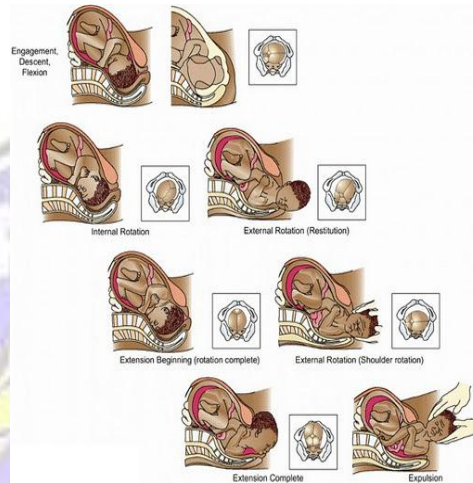 Engagement,
Descent,
Flexion
Internal Rotation
External Rotation (Restitution)
Extension Beginning (rotation complete)
External Rotation (Shoulder rotation)
Extension Complete
Expulsion